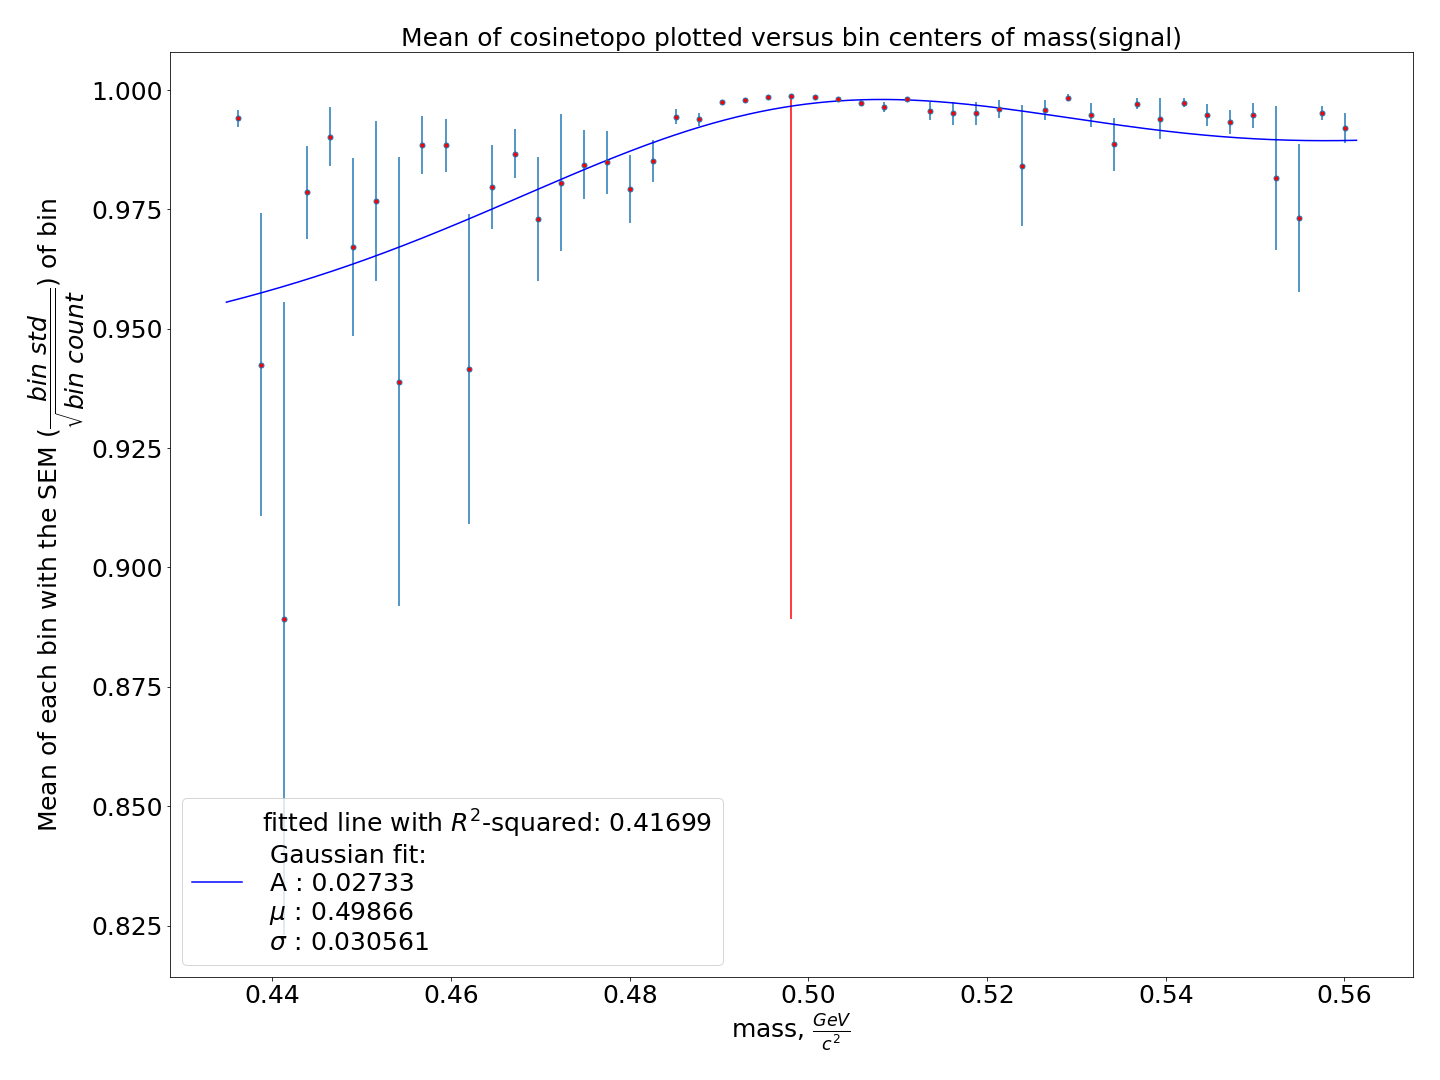 Mean of cosinetopo plotted versus bin centers of mass(signal)
Mean of each bin with the SEM ( bin std / √bin count ) of bin
1.000
0.975
0.950
0.925
0.900
0.875
0.850
0.825
fitted line with R²-squared: 0.41699
Gaussian fit:
A : 0.02733
μ : 0.49866
σ : 0.030561
0.44 0.46 0.48 0.50 0.52 0.54 0.56
mass, GeV/c²